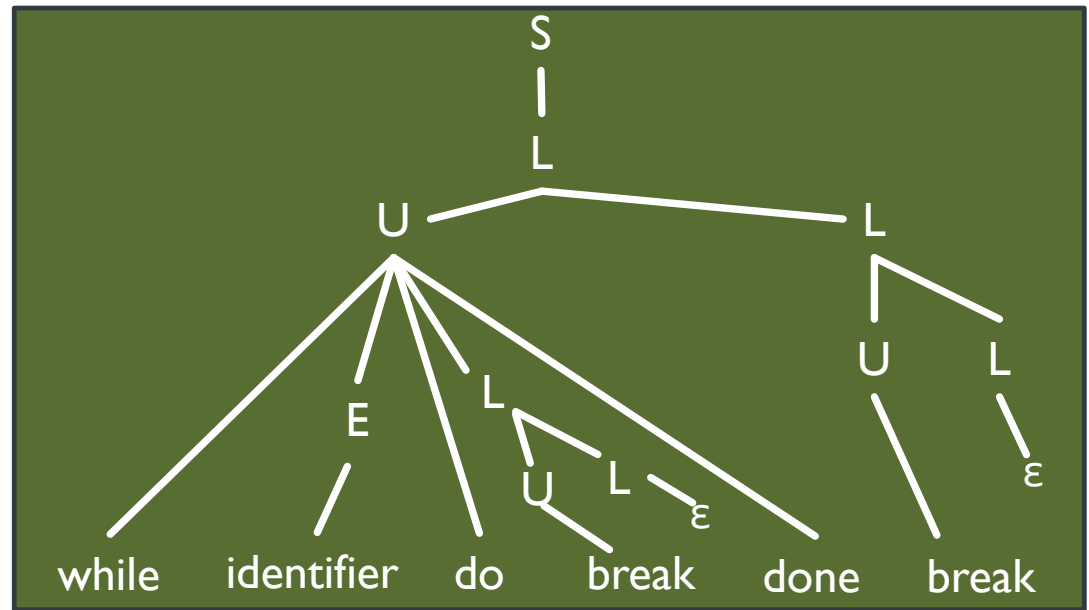 S
L
U L
U L
E L
U L ε
ε
while identifier do break done break